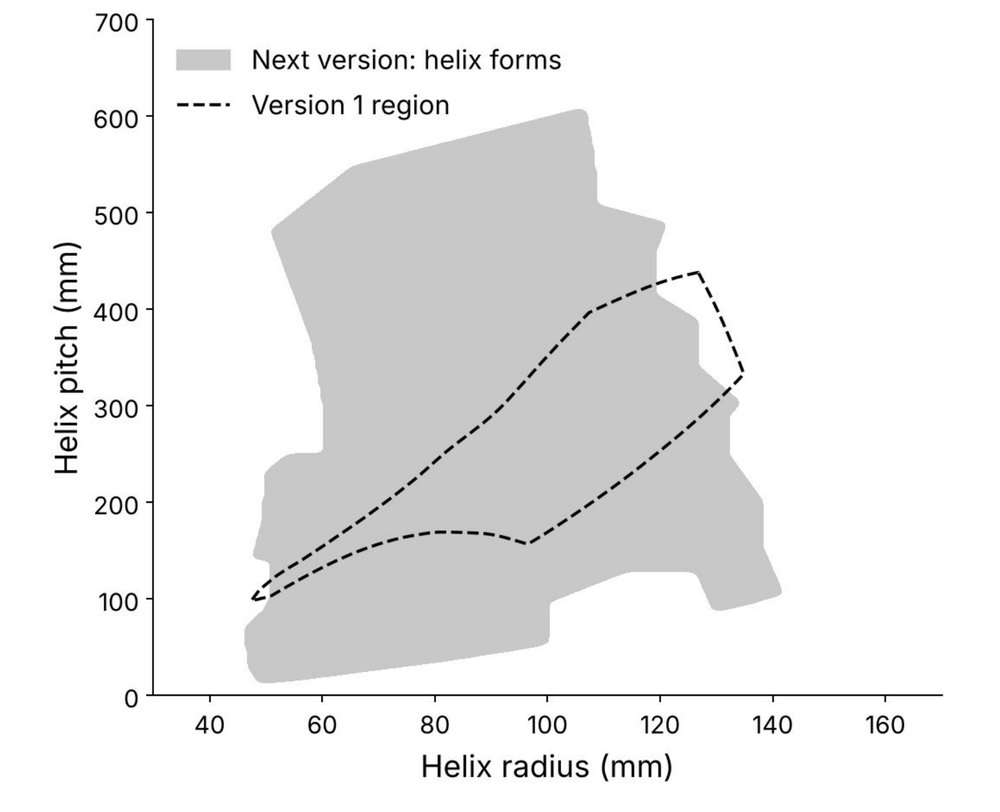 700
600
500
400
300
200
100
0
Helix pitch (mm)
Next version: helix forms
Version 1 region
40 60 80 100 120 140 160
Helix radius (mm)